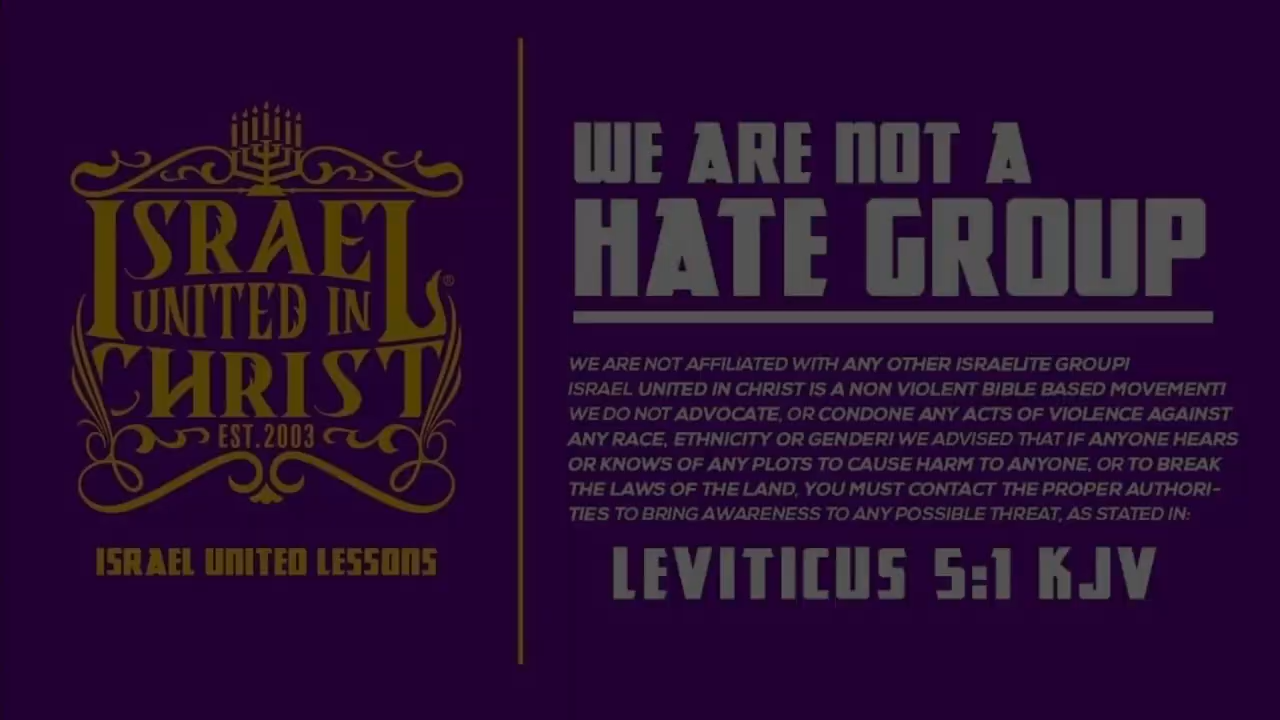 ISRAEL
UNITED IN
CHRIST®
EST. 2003
ISRAEL UNITED LESSONS
WE ARE NOT A
HATE GROUP
WE ARE NOT AFFILIATED WITH ANY OTHER ISRAELITE GROUP!
ISRAEL UNITED IN CHRIST IS A NON VIOLENT BIBLE BASED MOVEMENT!
WE DO NOT ADVOCATE, OR CONDONE ANY ACTS OF VIOLENCE AGAINST
ANY RACE, ETHNICITY OR GENDER! WE ADVISED THAT IF ANYONE HEARS
OR KNOWS OF ANY PLOTS TO CAUSE HARM TO ANYONE, OR TO BREAK
THE LAWS OF THE LAND, YOU MUST CONTACT THE PROPER AUTHORI-
TIES TO BRING AWARENESS TO ANY POSSIBLE THREAT, AS STATED IN:
LEVITICUS 5:1 KJV